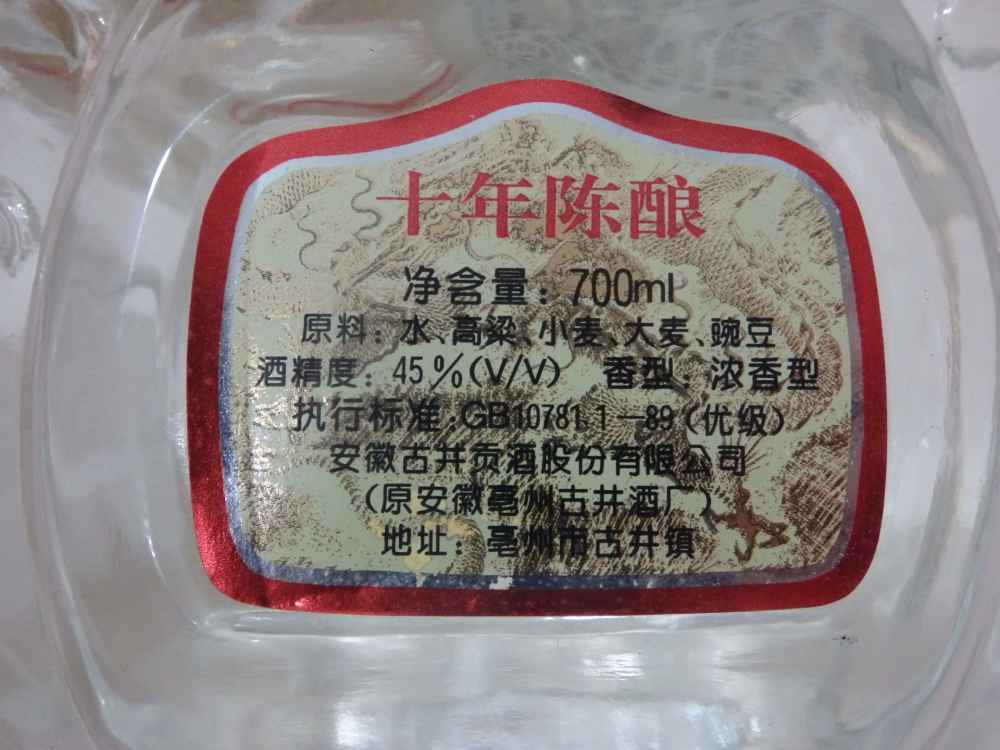 十年陈酿
净含量：700ml
原料：水、高梁、小麦、大麦、豌豆
酒精度：45%(V/V) 香型：浓香型
执行标准：GB10781.1—89(优级)
安徽古井贡酒股份有限公司
(原安徽亳州古井酒厂)
地址：亳州市古井镇